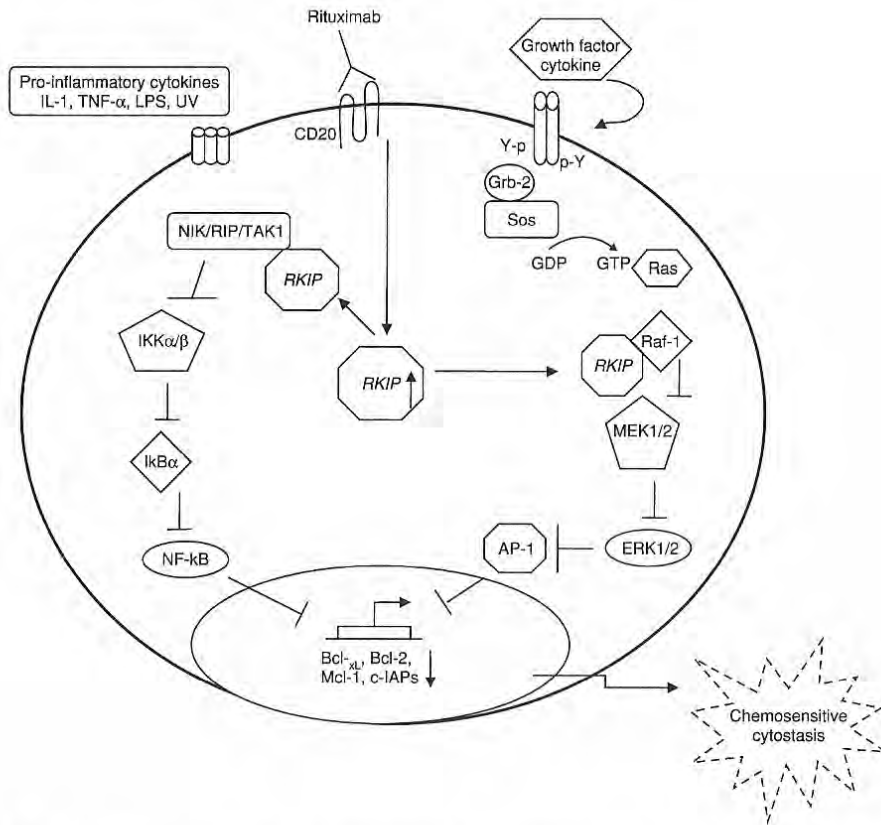 Rituximab
Growth factor
cytokine
Pro-inflammatory cytokines
IL-1, TNF-α, LPS, UV
CD20
Y-p
p-Y
Grb-2
Sos
NIK/RIP/TAK1
GDP
GTP
Ras
RKIP
IKKα/β
RKIP
RKIP
Raf-1
MEK1/2
IkBα
NF-kB
AP-1
ERK1/2
Bcl-xL, Bcl-2,
Mcl-1, c-IAPs
Chemosensitive
cytostasis